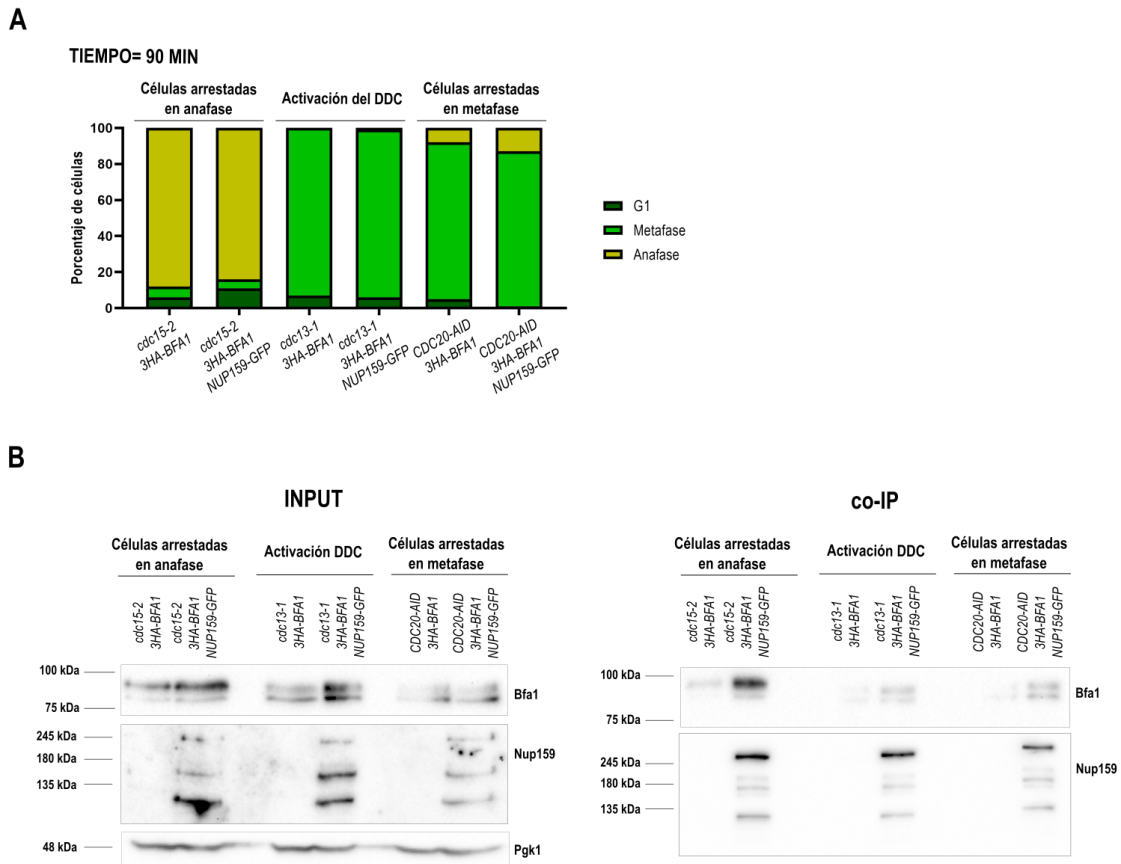 A
TIEMPO= 90 MIN
Células arrestadas
en anafase
Activación del DDC
Células arrestadas
en metafase
Porcentaje de células
100
80
60
40
20
0
G1
Metafase
Anafase
cdc15-2
3HA-BFA1
cdc15-2
3HA-BFA1
NUP159-GFP
cdc13-1
3HA-BFA1
cdc13-1
3HA-BFA1
NUP159-GFP
CDC20-AID
3HA-BFA1
CDC20-AID
3HA-BFA1
NUP159-GFP
B
INPUT
Células arrestadas
en anafase
Activación DDC
Células arrestadas
en metafase
cdc15-2
3HA-BFA1
cdc15-2
3HA-BFA1
NUP159-GFP
cdc13-1
3HA-BFA1
cdc13-1
3HA-BFA1
NUP159-GFP
CDC20-AID
3HA-BFA1
CDC20-AID
3HA-BFA1
NUP159-GFP
100 kDa
75 kDa
Bfa1
245 kDa
180 kDa
135 kDa
Nup159
48 kDa
Pgk1
co-IP
Células arrestadas
en anafase
Activación DDC
Células arrestadas
en metafase
cdc15-2
3HA-BFA1
cdc15-2
3HA-BFA1
NUP159-GFP
cdc13-1
3HA-BFA1
cdc13-1
3HA-BFA1
NUP159-GFP
CDC20-AID
3HA-BFA1
CDC20-AID
3HA-BFA1
NUP159-GFP
100 kDa
75 kDa
Bfa1
245 kDa
180 kDa
135 kDa
Nup159